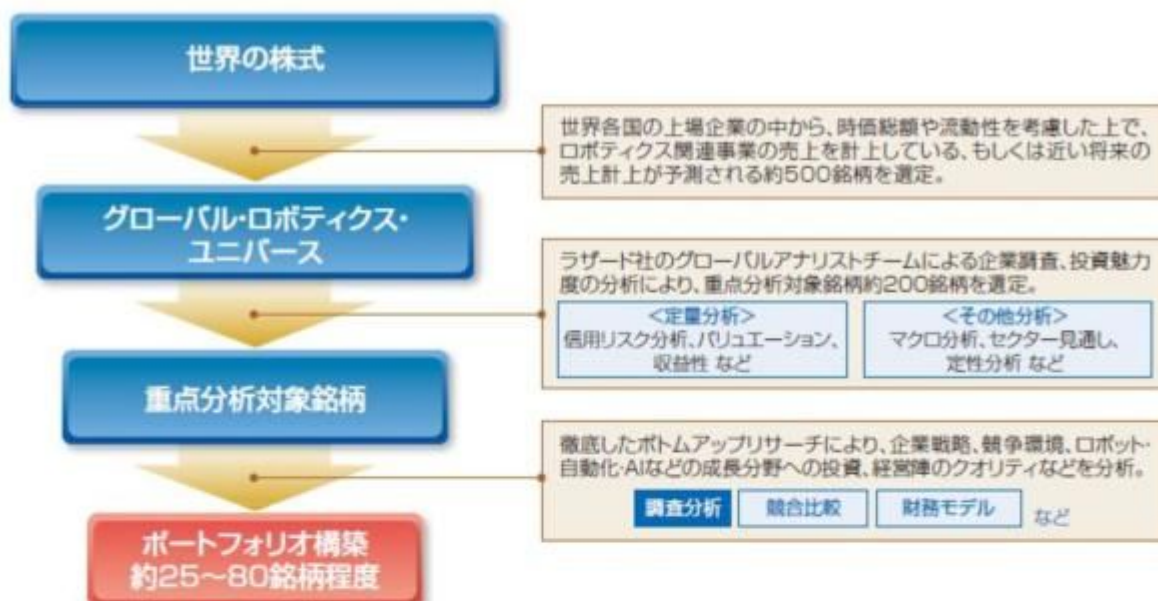 世界の株式
世界各国の上場企業の中から、時価総額や流動性を考慮した上で、
ロボティクス関連事業の売上を計上している、もしくは近い将来の
売上計上が予測される約500銘柄を選定。
グローバル・ロボティクス・
ユニバース
ラザード社のグローバルアナリストチームによる企業調査、投資魅力
度の分析により、重点分析対象銘柄約200銘柄を選定。
<定量分析>
信用リスク分析、バリュエーション、
収益性 など
<その他分析>
マクロ分析、セクター見通し、
定性分析 など
重点分析対象銘柄
徹底したボトムアップリサーチにより、企業戦略、競争環境、ロボット・
自動化・AIなどの成長分野への投資、経営陣のクオリティなどを分析。
調査分析
競合比較
財務モデル
など
ポートフォリオ構築
約25~80銘柄程度